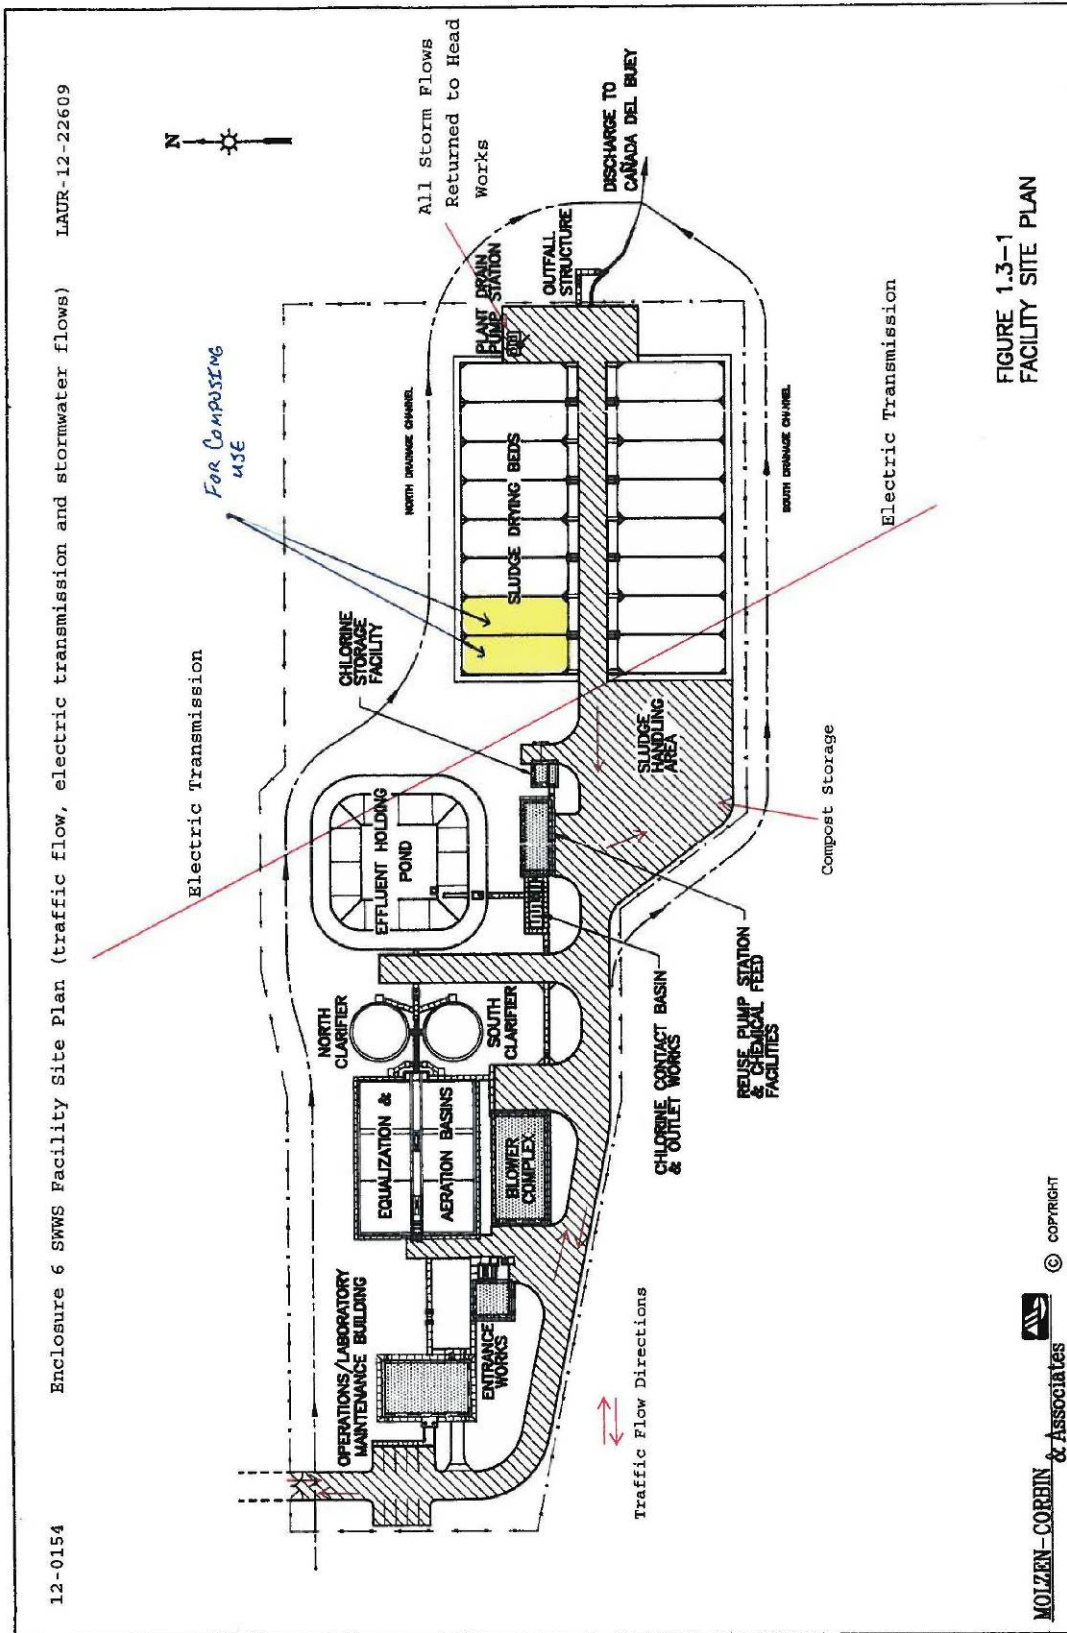 12-0154
Enclosure 6 SWWS Facility Site Plan (traffic flow, electric transmission and stormwater flows)
LAUR-12-22609
N
FOR COMPOSING
USE
Electric Transmission
All Storm Flows
Returned to Head
Works
NORTH DRAINAGE CHANNEL
PLANT DRAIN
PUMP STATION
OUTFALL
STRUCTURE
DISCHARGE TO
CAÑADA DEL BUEY
CHLORINE
STORAGE
FACILITY
SLUDGE DRYING BEDS
EFFLUENT HOLDING
POND
NORTH
CLARIFIER
SOUTH
CLARIFIER
EQUALIZATION &
AERATION BASINS
BLOWER
COMPLEX
OPERATIONS/LABORATORY
MAINTENANCE BUILDING
ENTRANCE
WORKS
SLUDGE
HANDLING
AREA
SOUTH DRAINAGE CHANNEL
CHLORINE CONTACT BASIN
& OUTLET WORKS
REUSE PUMP STATION
& CHEMICAL FEED
FACILITIES
Compost Storage
Electric Transmission
Traffic Flow Directions
FIGURE 1.3-1
FACILITY SITE PLAN
MOLZEN-CORBIN
& Associates
© COPYRIGHT